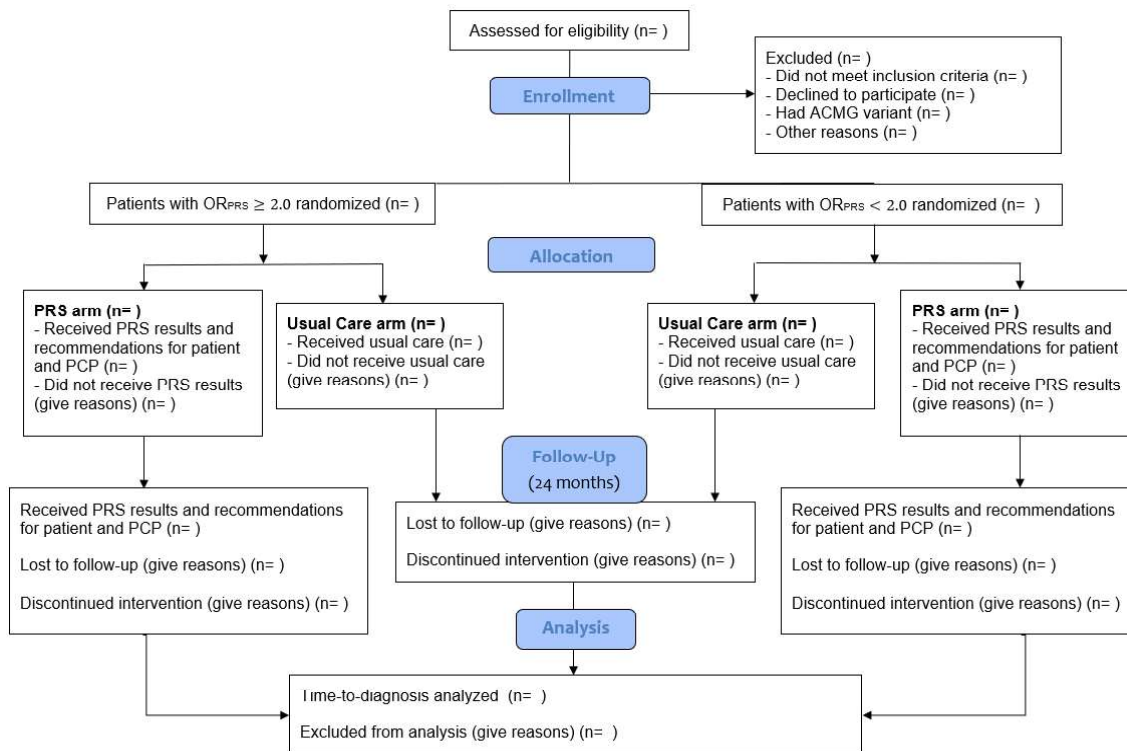 Assessed for eligibility (n= )
Enrollment
Excluded (n= )
- Did not meet inclusion criteria (n= )
- Declined to participate (n= )
- Had ACMG variant (n= )
- Other reasons (n= )
Patients with ORPRS ≥ 2.0 randomized (n= )
Patients with ORPRS < 2.0 randomized (n= )
Allocation
PRS arm (n= )
- Received PRS results and
recommendations for patient
and PCP (n= )
- Did not receive PRS results
(give reasons) (n= )
Usual Care arm (n= )
- Received usual care (n= )
- Did not receive usual care
(give reasons) (n= )
Usual Care arm (n= )
- Received usual care (n= )
- Did not receive usual care
(give reasons) (n= )
PRS arm (n= )
- Received PRS results and
recommendations for patient
and PCP (n= )
- Did not receive PRS results
(give reasons) (n= )
Follow-Up
(24 months)
Received PRS results and recommendations
for patient and PCP (n= )
Lost to follow-up (give reasons) (n= )
Discontinued intervention (give reasons) (n= )
Lost to follow-up (give reasons) (n= )
Discontinued intervention (give reasons) (n= )
Received PRS results and recommendations
for patient and PCP (n= )
Lost to follow-up (give reasons) (n= )
Discontinued intervention (give reasons) (n= )
Analysis
Time-to-diagnosis analyzed (n= )
Excluded from analysis (give reasons) (n= )